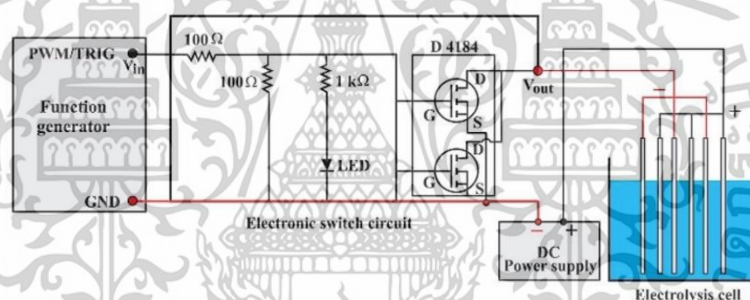 100 Ω
D 4184
PWM/TRIG
Vin
100 Ω
1 kΩ
D
Vout
−
+
Function
generator
G
S
D
LED
G
S
GND
Electronic switch circuit
−
+
DC
Power supply
Electrolysis cell